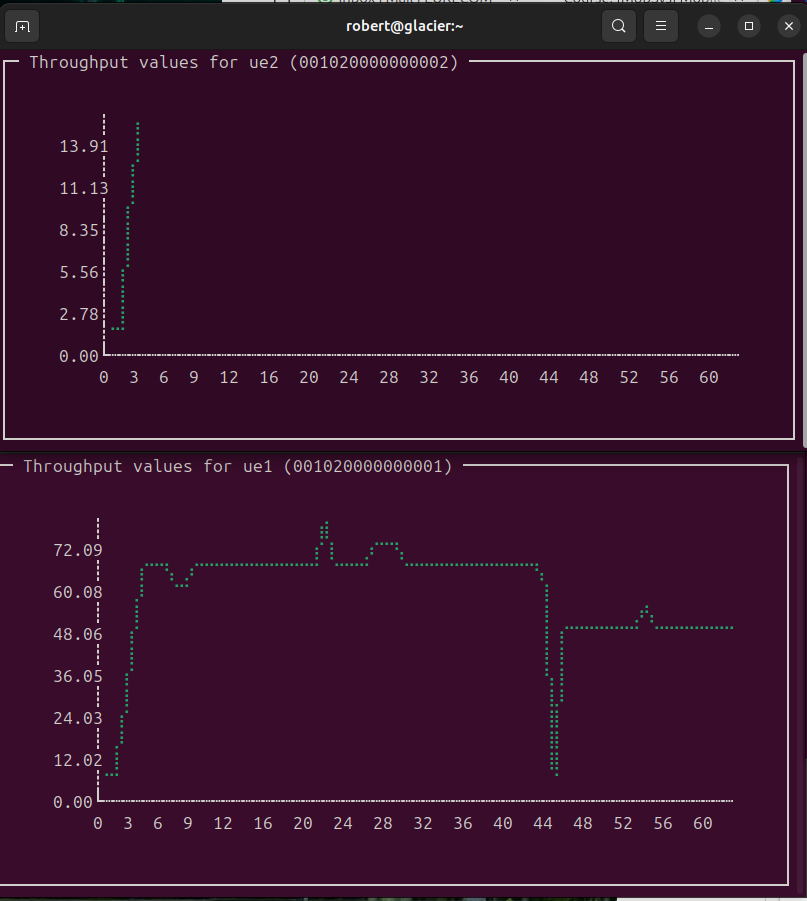 robert@glacier:~
Throughput values for ue2 (001020000000002)
13.91
11.13
8.35
5.56
2.78
0.00
0 3 6 9 12 16 20 24 28 32 36 40 44 48 52 56 60
Throughput values for ue1 (001020000000001)
72.09
60.08
48.06
36.05
24.03
12.02
0.00
0 3 6 9 12 16 20 24 28 32 36 40 44 48 52 56 60